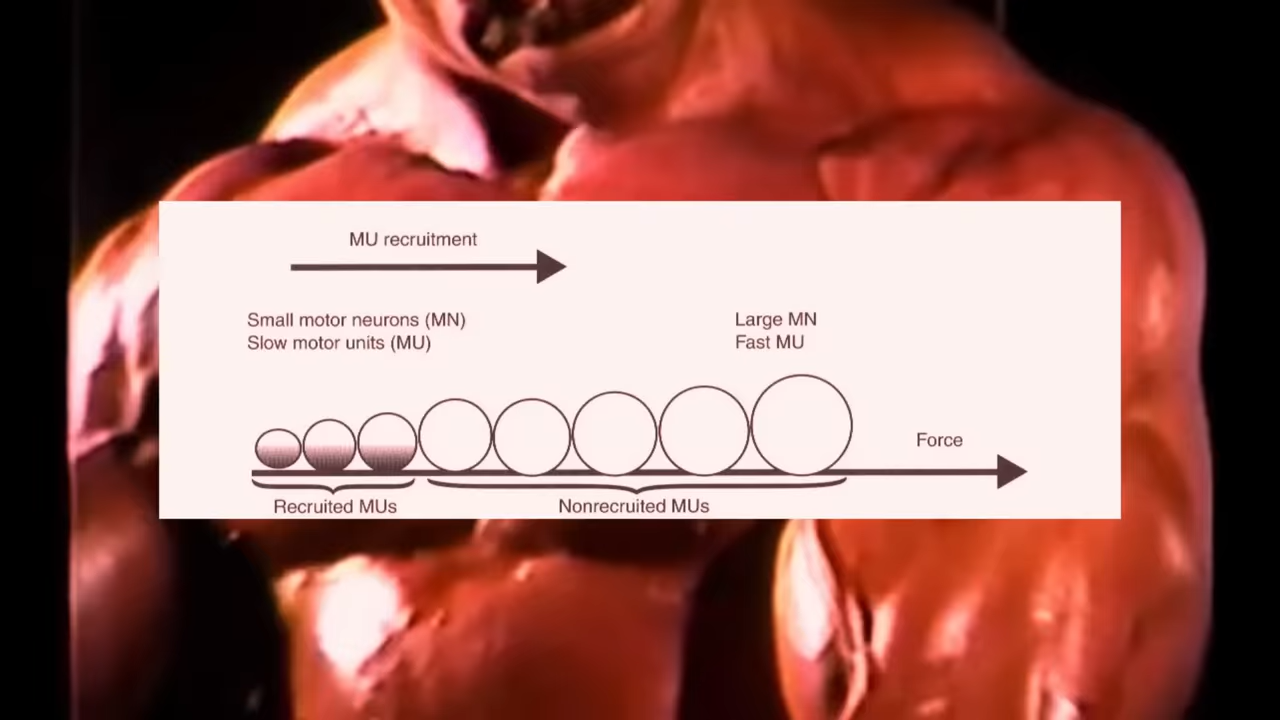 MU recruitment
Small motor neurons (MN)
Slow motor units (MU)
Large MN
Fast MU
Force
Recruited MUs
Nonrecruited MUs